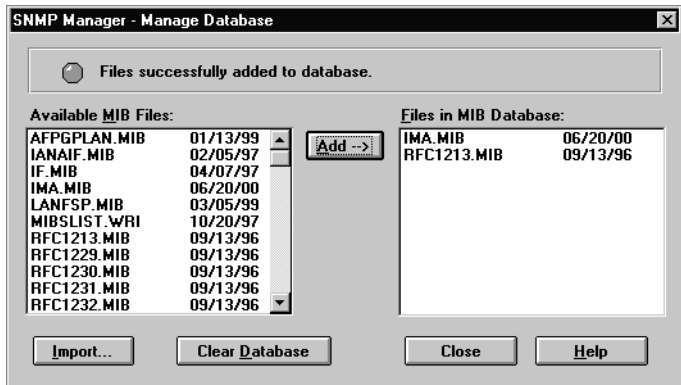 SNMP Manager - Manage Database
Files successfully added to database.
Available MIB Files:
AFPGPLAN.MIB 01/13/99
IANAIF.MIB 02/05/97
IF.MIB 04/07/97
IMA.MIB 06/20/00
LANFSP.MIB 03/05/99
MIBSLIST.WRI 10/20/97
RFC1213.MIB 09/13/96
RFC1229.MIB 09/13/96
RFC1230.MIB 09/13/96
RFC1231.MIB 09/13/96
RFC1232.MIB 09/13/96
Add -->
Files in MIB Database:
IMA.MIB 06/20/00
RFC1213.MIB 09/13/96
Import...
Clear Database
Close
Help